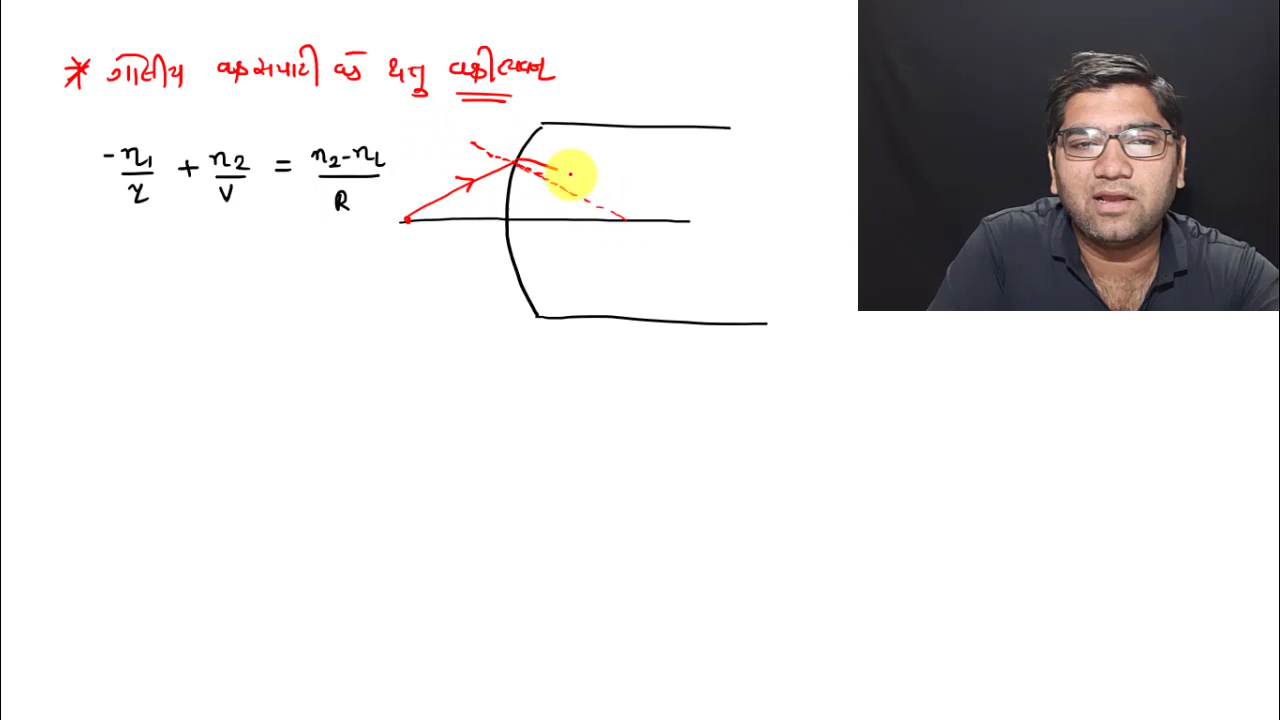 * ગોલીય વક્રસપાટી વડે થતું વક્રીભવન
-n₁/u + n₂/v = n₂-n₁/R